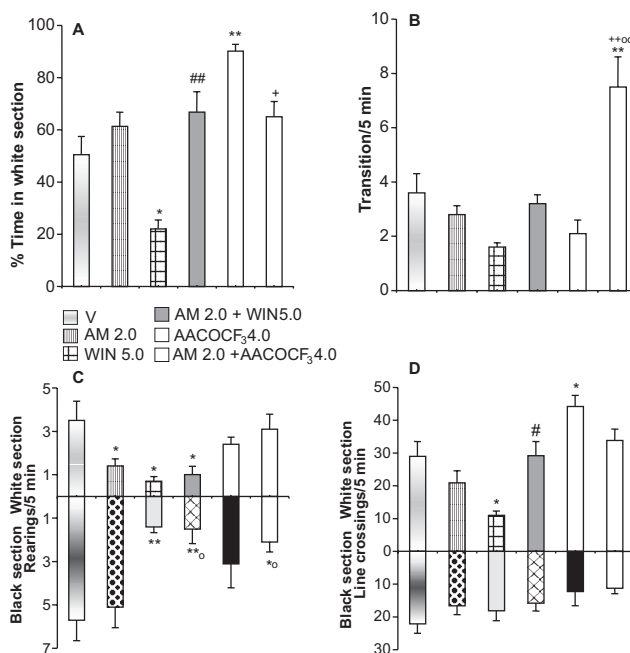 A
% Time in white section
100
80
60
40
20
0
*
##
**
+
B
Transition/5 min
8
6
4
2
0
++oo
**
V
AM 2.0
WIN 5.0
AM 2.0 + WIN5.0
AACOCF₃4.0
AM 2.0 +AACOCF₃4.0
C
Black section White section
Rearings/5 min
5
3
1
1
3
5
7
*
*
*
**
**o
*o
D
Black section White section
Line crossings/5 min
50
40
30
20
10
0
10
20
30
*
#
*